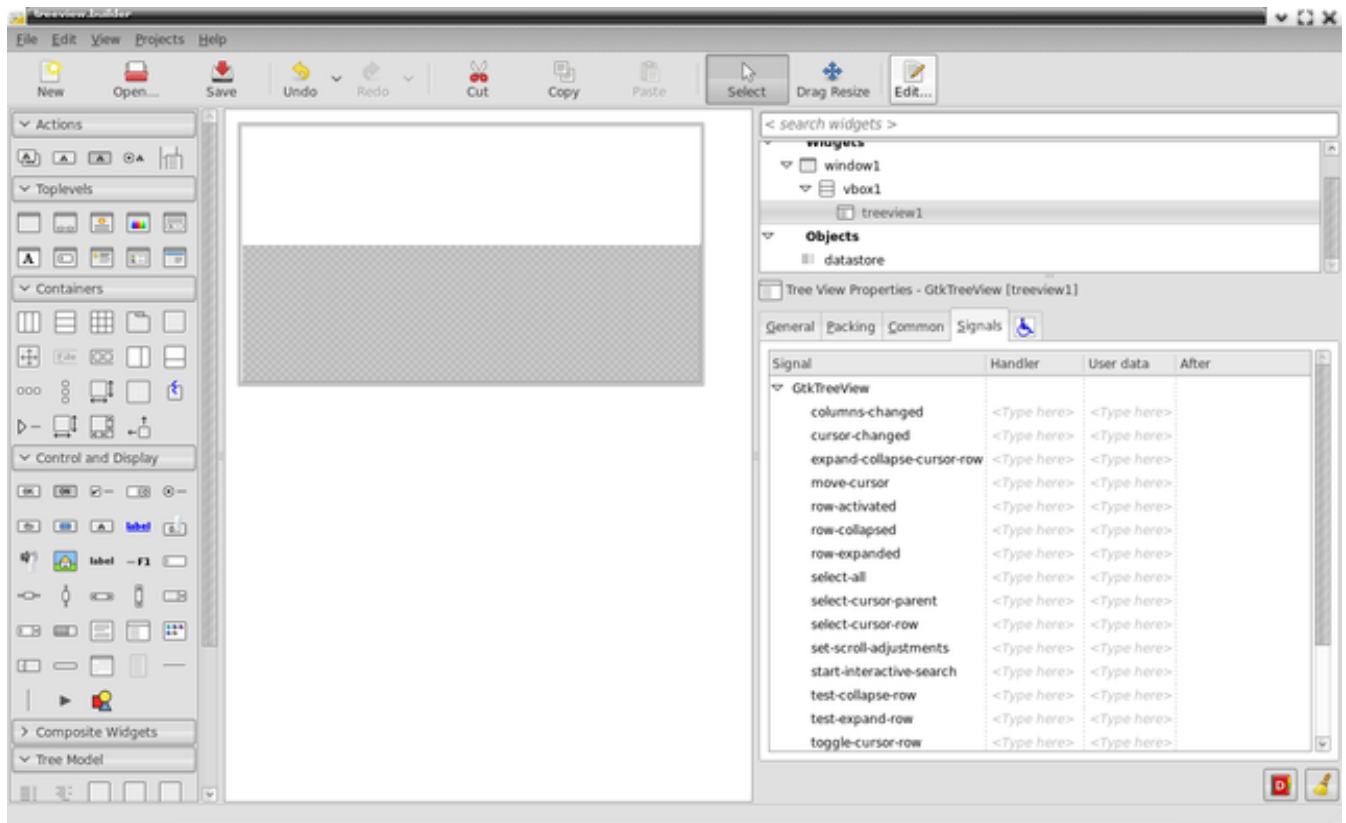 treeview.builder
File Edit View Projects Help
New Open... Save Undo Redo Cut Copy Paste Select Drag Resize Edit...
Actions
Toplevels
Containers
File
Control and Display
OK ON
label
label F1
Composite Widgets
Tree Model
< search widgets >
Widgets
window1
vbox1
treeview1
Objects
datastore
Tree View Properties - GtkTreeView [treeview1]
General Packing Common Signals
Signal Handler User data After
GtkTreeView
columns-changed <Type here> <Type here>
cursor-changed <Type here> <Type here>
expand-collapse-cursor-row <Type here> <Type here>
move-cursor <Type here> <Type here>
row-activated <Type here> <Type here>
row-collapsed <Type here> <Type here>
row-expanded <Type here> <Type here>
select-all <Type here> <Type here>
select-cursor-parent <Type here> <Type here>
select-cursor-row <Type here> <Type here>
set-scroll-adjustments <Type here> <Type here>
start-interactive-search <Type here> <Type here>
test-collapse-row <Type here> <Type here>
test-expand-row <Type here> <Type here>
toggle-cursor-row <Type here> <Type here>
D